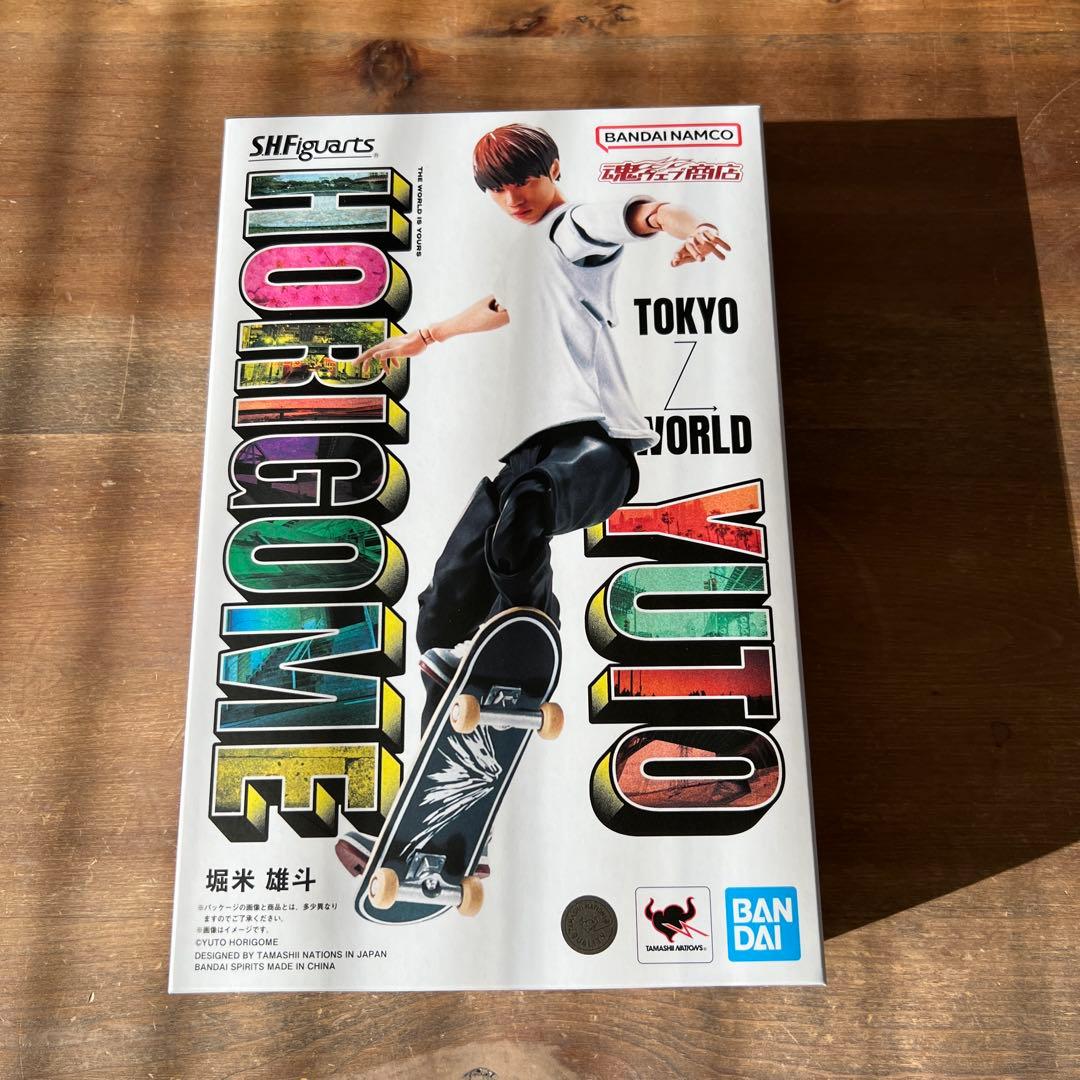 S.H.Figuarts®
BANDAI NAMCO
魂ウェブ商店
THE WORLD IS YOURS
HORIGOME
TOKYO
WORLD
YUTO
堀米 雄斗
※パッケージの画像と商品とは、多少異なり
ますのでご了承ください。
※画像はイメージです。
©YUTO HORIGOME
DESIGNED BY TAMASHII NATIONS IN JAPAN
BANDAI SPIRITS MADE IN CHINA
TAMASHII NATIONS®
BAN
DAI